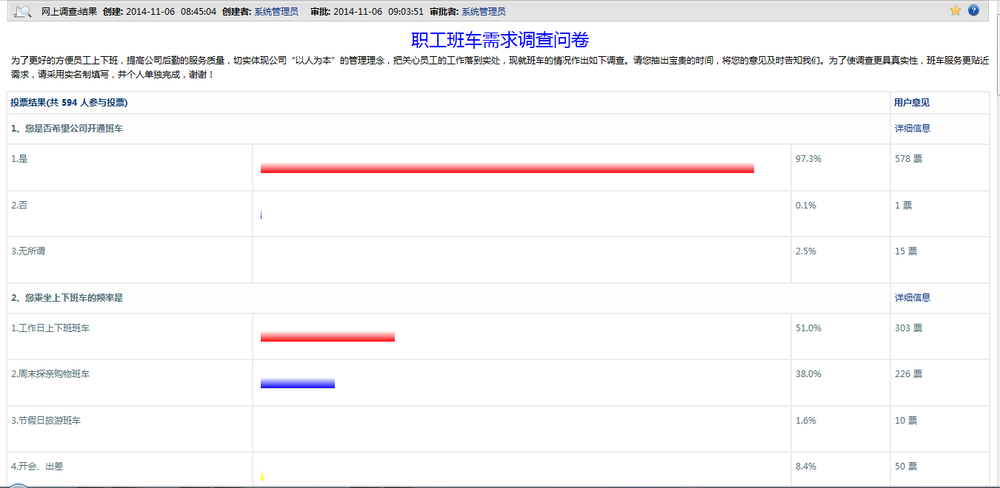 网上调查:结果 创建: 2014-11-06 08:45:04 创建者: 系统管理员 审批: 2014-11-06 09:03:51 审批者: 系统管理员
职工班车需求调查问卷
为了更好的方便员工上下班，提高公司后勤的服务质量，切实体现公司“以人为本”的管理理念，把关心员工的工作落到实处，现就班车的情况作出如下调查。请您抽出宝贵的时间，将您的意见及时告知我们。为了使调查更具真实性，班车服务更贴近
需求，请采用实名制填写，并个人单独完成，谢谢！
投票结果(共 594 人参与投票) 用户意见
1、您是否希望公司开通班车 详细信息
1.是 97.3% 578 票
2.否 0.1% 1 票
3.无所谓 2.5% 15 票
2、您乘坐上下班车的频率是 详细信息
1.工作日上下班班车 51.0% 303 票
2.周末探亲购物班车 38.0% 226 票
3.节假日旅游班车 1.6% 10 票
4.开会、出差 8.4% 50 票